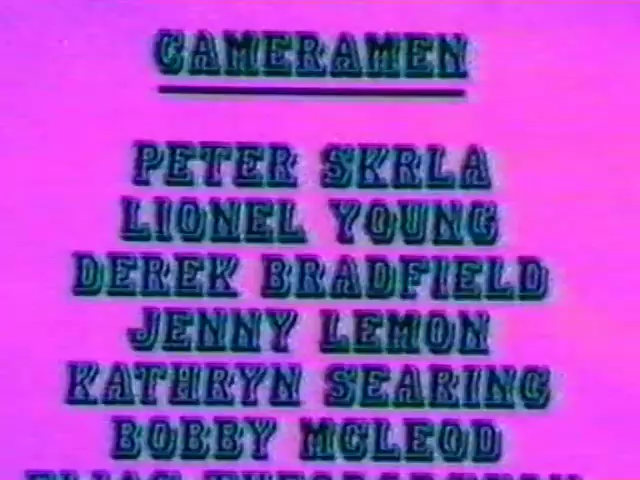 CAMERAMEN
PETER SKRLA
LIONEL YOUNG
DEREK BRADFIELD
JENNY LEMON
KATHRYN SEARING
BOBBY MCLEOD